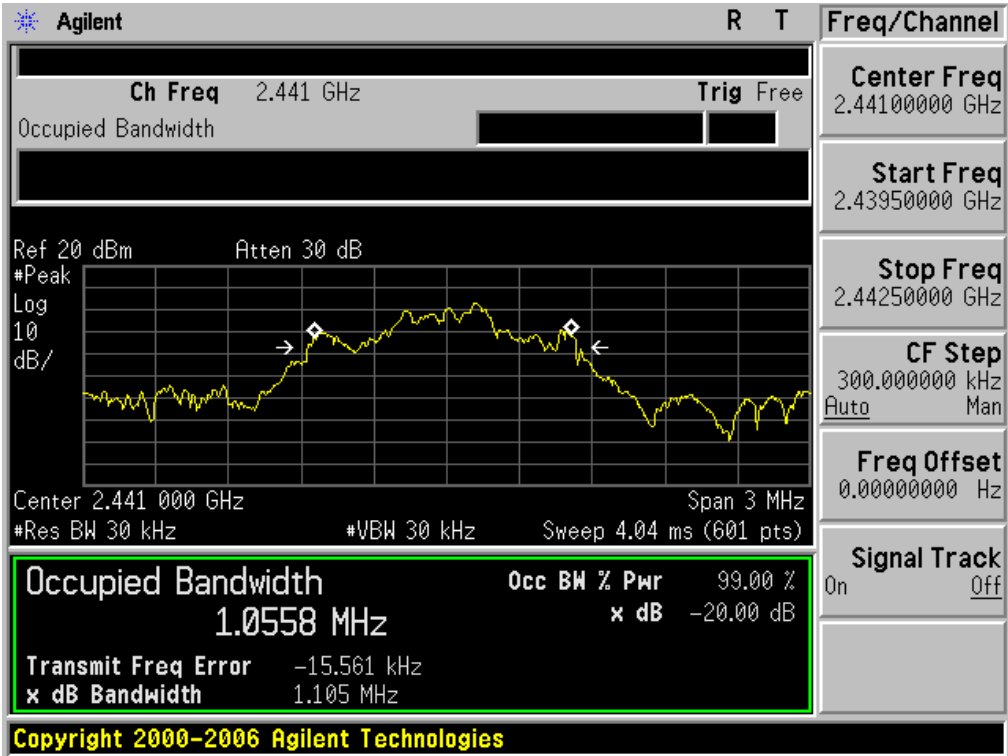 Agilent R T
Freq/Channel
Ch Freq 2.441 GHz Trig Free
Occupied Bandwidth
Center Freq
2.44100000 GHz
Start Freq
2.43950000 GHz
Stop Freq
2.44250000 GHz
CF Step
300.000000 kHz
Auto Man
Freq Offset
0.00000000 Hz
Signal Track
On Off
Ref 20 dBm Atten 30 dB
#Peak
Log
10
dB/
Center 2.441 000 GHz Span 3 MHz
#Res BW 30 kHz #VBW 30 kHz Sweep 4.04 ms (601 pts)
Occupied Bandwidth
1.0558 MHz
Occ BW % Pwr 99.00 %
x dB -20.00 dB
Transmit Freq Error -15.561 kHz
x dB Bandwidth 1.105 MHz
Copyright 2000-2006 Agilent Technologies